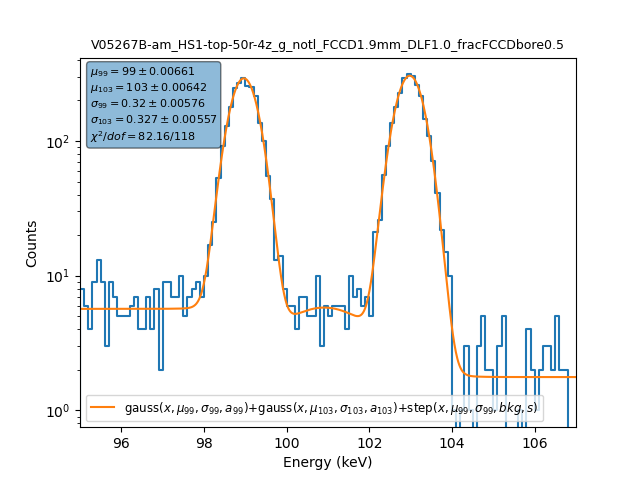 V05267B-am_HS1-top-50r-4z_g_notl_FCCD1.9mm_DLF1.0_fracFCCDbore0.5
μ99 = 99 ± 0.00661
μ103 = 103 ± 0.00642
σ99 = 0.32 ± 0.00576
σ103 = 0.327 ± 0.00557
χ²/dof = 82.16/118
Counts
10²
10¹
10⁰
gauss(x, μ99, σ99, a99)+gauss(x, μ103, σ103, a103)+step(x, μ99, σ99, bkg, s)
96 98 100 102 104 106
Energy (keV)